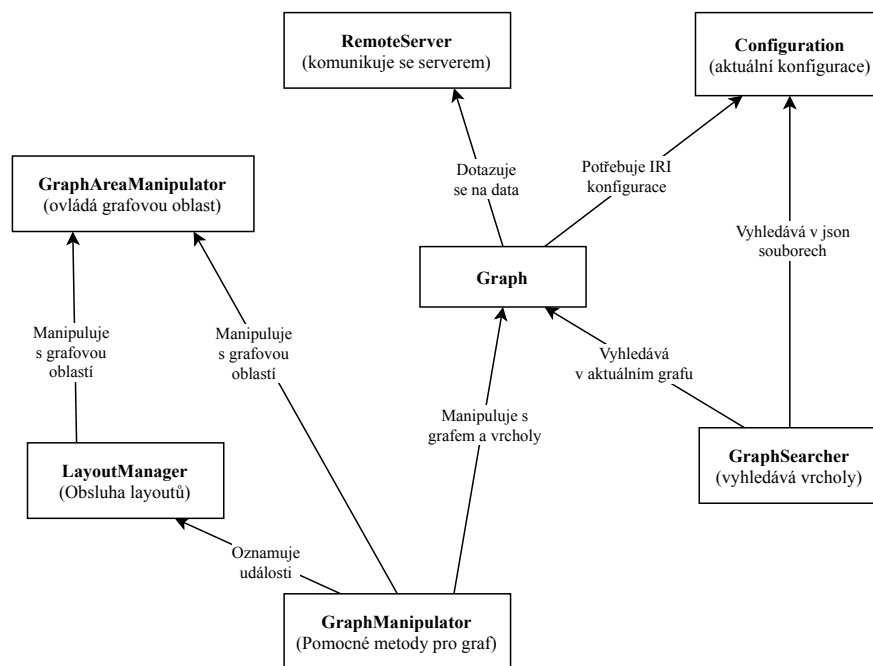 RemoteServer
(komunikuje se serverem)
Configuration
(aktuální konfigurace)
GraphAreaManipulator
(ovládá grafovou oblast)
Dotazuje
se na data
Potřebuje IRI
konfigurace
Vyhledává v json
souborech
Graph
Manipuluje
s grafovou
oblastí
Manipuluje
s grafovou
oblastí
Vyhledává
v aktuálním grafu
Manipuluje s
grafem a vrcholy
LayoutManager
(Obsluha layoutů)
GraphSearcher
(vyhledává vrcholy)
Oznamuje
události
GraphManipulator
(Pomocné metody pro graf)